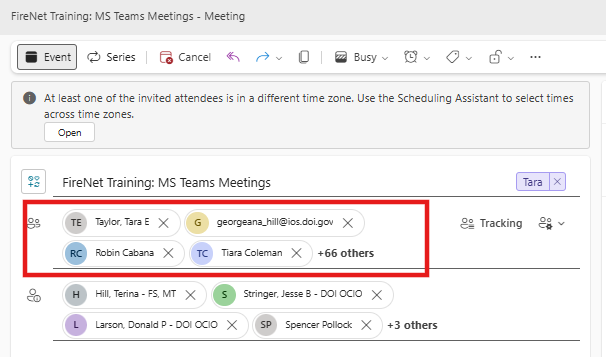 FireNet Training: MS Teams Meetings - Meeting
Event Series Cancel Busy
At least one of the invited attendees is in a different time zone. Use the Scheduling Assistant to select times
across time zones.
Open
FireNet Training: MS Teams Meetings Tara
TE Taylor, Tara E G georgeana_hill@ios.doi.gov Tracking
RC Robin Cabana TC Tiara Coleman +66 others
H Hill, Terina - FS, MT S Stringer, Jesse B - DOI OCIO
L Larson, Donald P - DOI OCIO SP Spencer Pollock +3 others